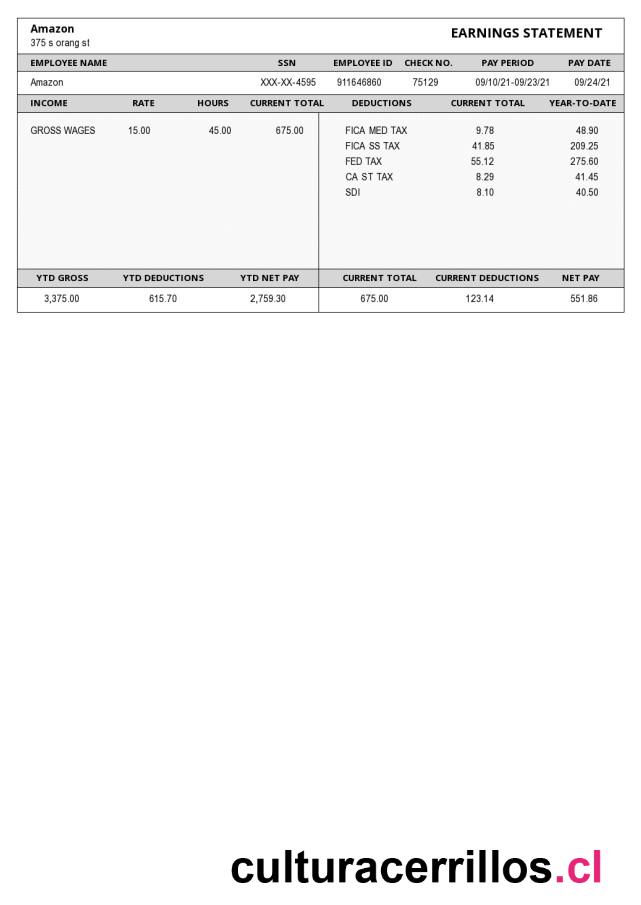 Amazon
375 s orang st
EARNINGS STATEMENT
EMPLOYEE NAME SSN EMPLOYEE ID CHECK NO. PAY PERIOD PAY DATE
Amazon XXX-XX-4595 911646860 75129 09/10/21-09/23/21 09/24/21
INCOME RATE HOURS CURRENT TOTAL DEDUCTIONS CURRENT TOTAL YEAR-TO-DATE
GROSS WAGES 15.00 45.00 675.00 FICA MED TAX 9.78 48.90
FICA SS TAX 41.85 209.25
FED TAX 55.12 275.60
CA ST TAX 8.29 41.45
SDI 8.10 40.50
YTD GROSS YTD DEDUCTIONS YTD NET PAY CURRENT TOTAL CURRENT DEDUCTIONS NET PAY
3,375.00 615.70 2,759.30 675.00 123.14 551.86
culturacerrillos.cl